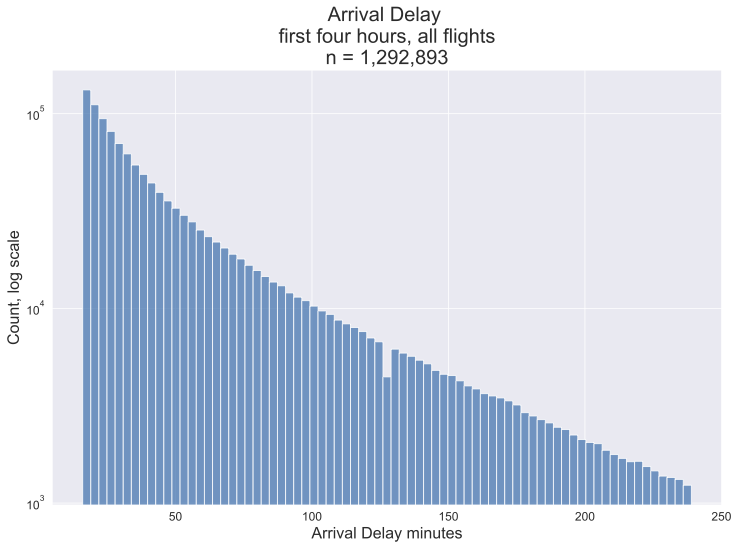 Arrival Delay
first four hours, all flights
n = 1,292,893
Count, log scale
10^5
10^4
10^3
50
100
150
200
250
Arrival Delay minutes